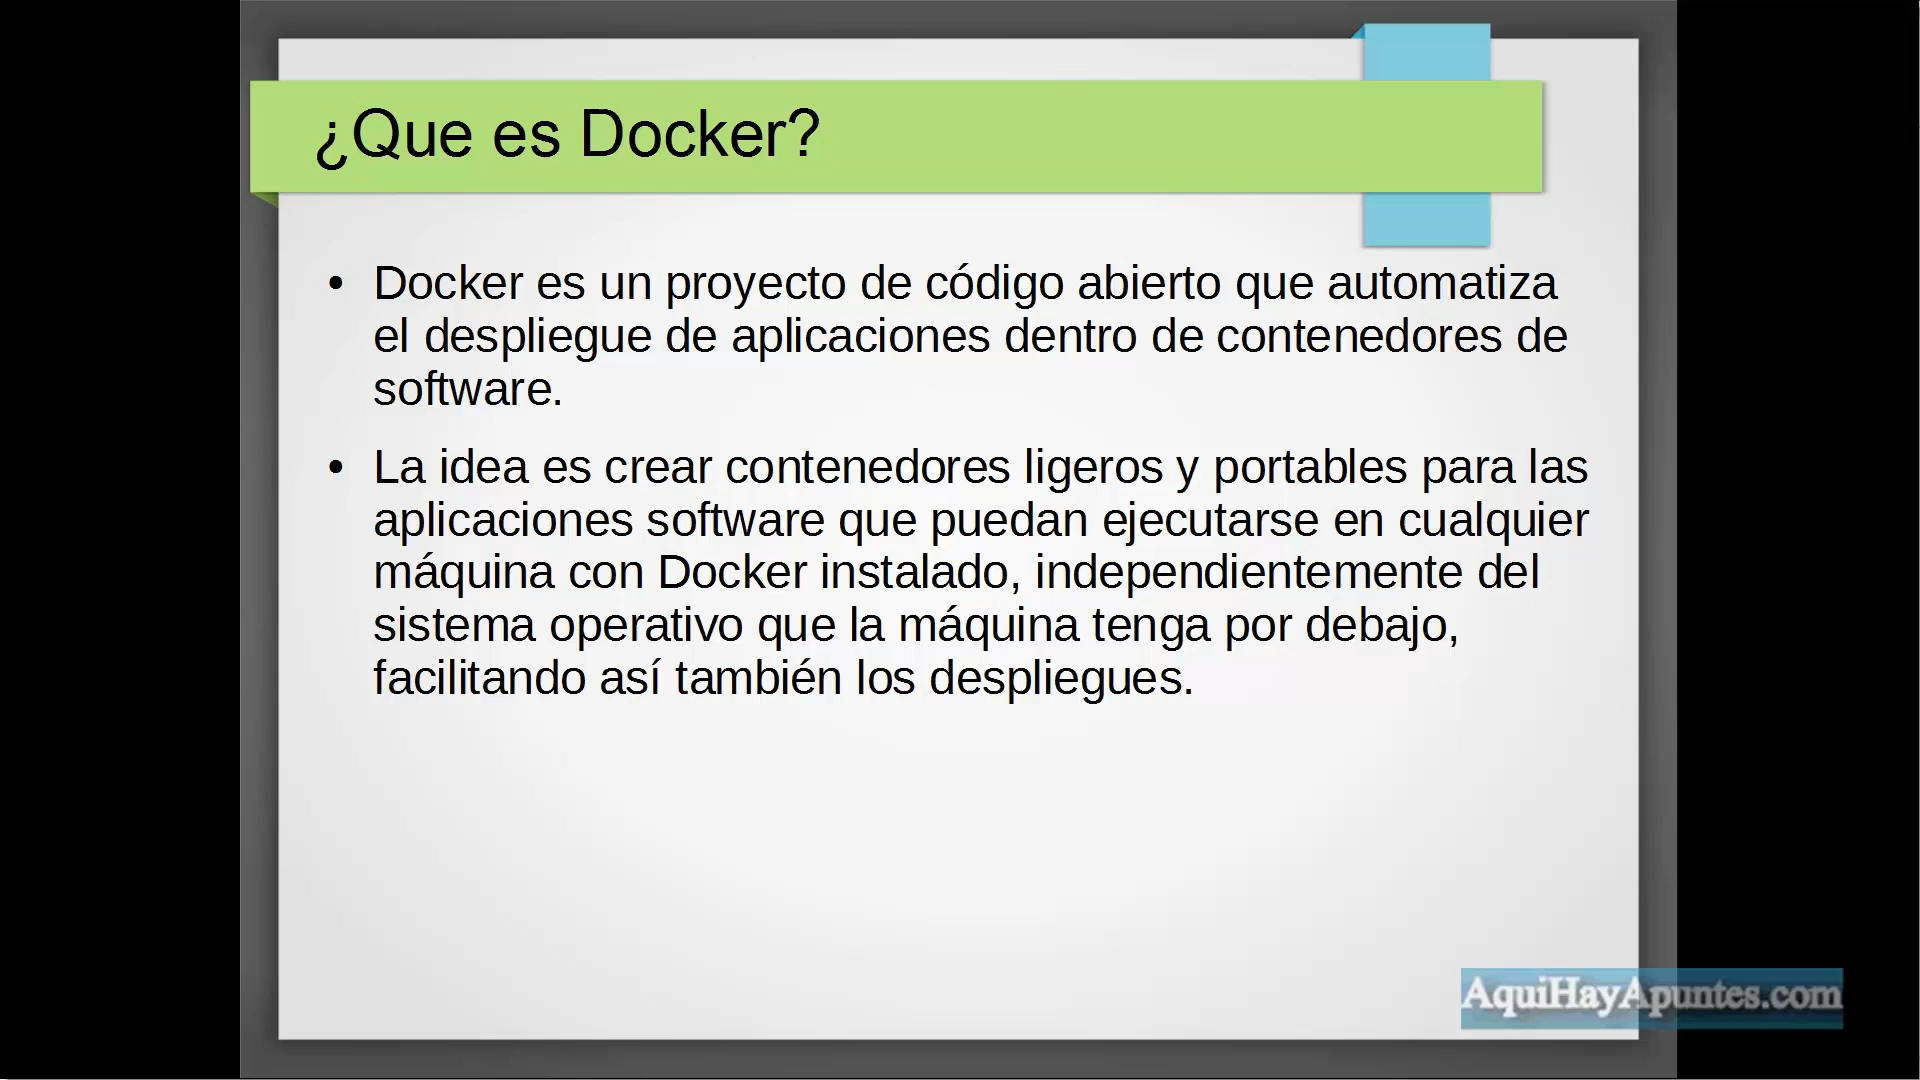 ¿Que es Docker?
• Docker es un proyecto de código abierto que automatiza
el despliegue de aplicaciones dentro de contenedores de
software.
• La idea es crear contenedores ligeros y portables para las
aplicaciones software que puedan ejecutarse en cualquier
máquina con Docker instalado, independientemente del
sistema operativo que la máquina tenga por debajo,
facilitando así también los despliegues.
AquiHayApuntes.com